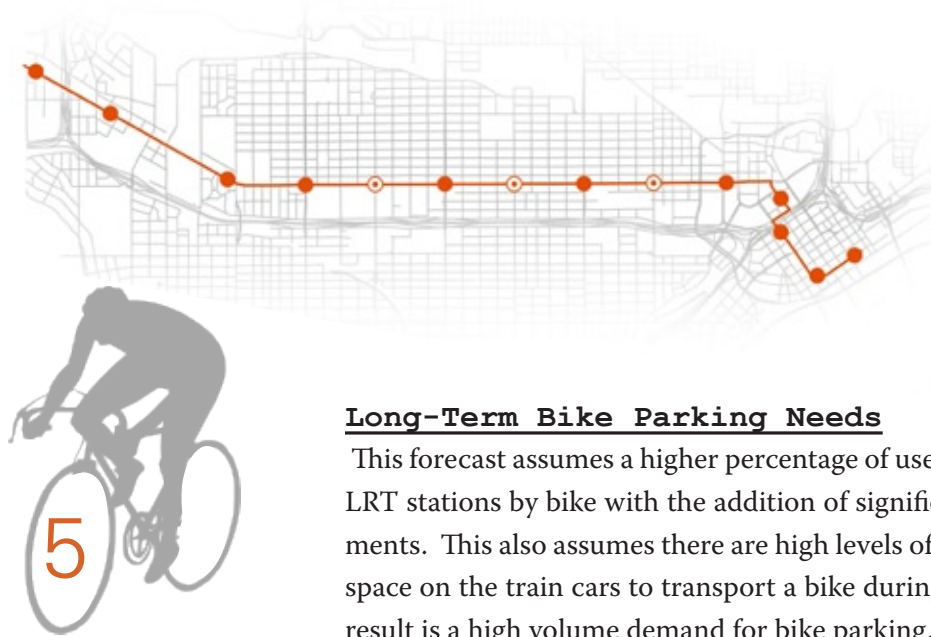 Long-Term Bike Parking Needs
This forecast assumes a higher percentage of use
LRT stations by bike with the addition of signifi
ments. This also assumes there are high levels of
space on the train cars to transport a bike durin
result is a high volume demand for bike parking.
5